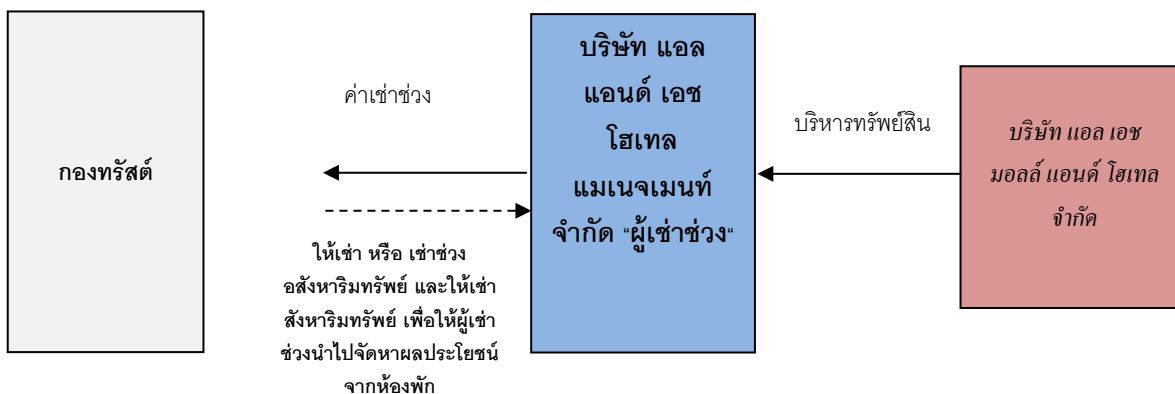 กองทรัสต์
ค่าเช่าช่วง
ให้เช่า หรือ เช่าช่วง
อสังหาริมทรัพย์ และให้เช่า
สังหาริมทรัพย์ เพื่อให้ผู้เช่า
ช่วงนำไปจัดหาผลประโยชน์
จากห้องพัก
บริษัท แอล
แอนด์ เอช
โฮเทล
แมเนจเมนท์
จำกัด “ผู้เช่าช่วง“
บริหารทรัพย์สิน
บริษัท แอล เอช
มอลล์ แอนด์ โฮเทล
จำกัด